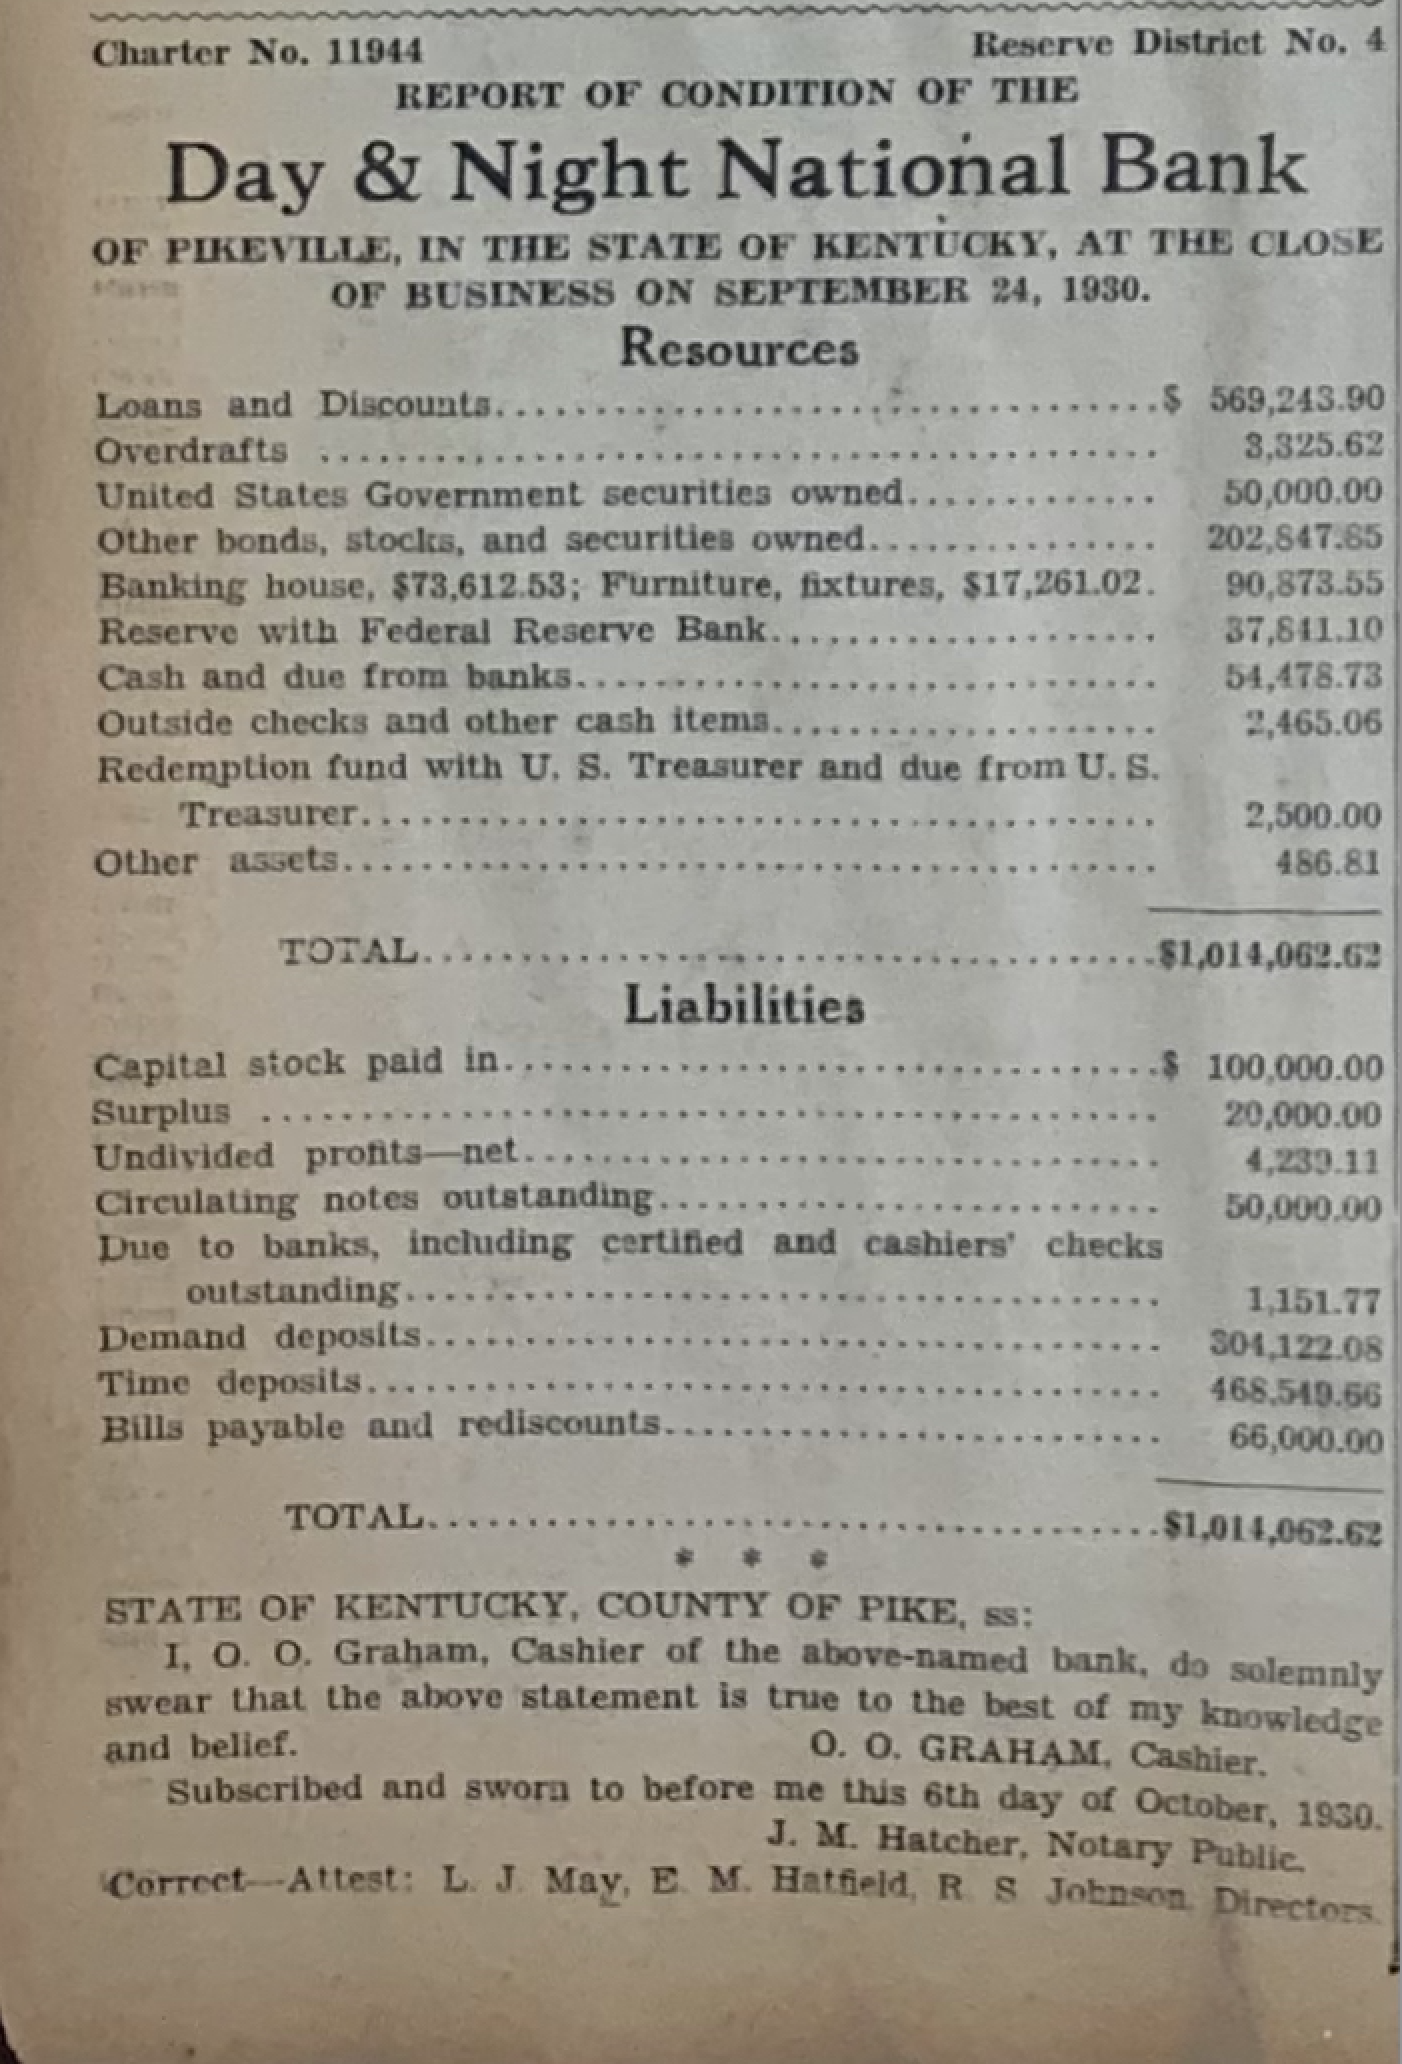 Charter No. 11944 Reserve District No. 4
REPORT OF CONDITION OF THE
Day & Night National Bank
OF PIKEVILLE, IN THE STATE OF KENTUCKY, AT THE CLOSE
OF BUSINESS ON SEPTEMBER 24, 1930.
Resources
Loans and Discounts........................................$ 569,243.90
Overdrafts ........................................ 3,325.62
United States Government securities owned............. 50,000.00
Other bonds, stocks, and securities owned............... 202,847.85
Banking house, $73,612.53; Furniture, fixtures, $17,261.02. 90,873.55
Reserve with Federal Reserve Bank..................... 37,841.10
Cash and due from banks................................ 54,478.73
Outside checks and other cash items.................... 2,465.06
Redemption fund with U. S. Treasurer and due from U. S.
Treasurer........................................ 2,500.00
Other assets........................................ 486.81
TOTAL........................................$1,014,062.62
Liabilities
Capital stock paid in..................................$ 100,000.00
Surplus ........................................ 20,000.00
Undivided profits—net................................ 4,239.11
Circulating notes outstanding.......................... 50,000.00
Due to banks, including certified and cashiers' checks
outstanding........................................ 1,151.77
Demand deposits...................................... 304,122.08
Time deposits........................................ 468,549.66
Bills payable and rediscounts.......................... 66,000.00
TOTAL........................................$1,014,062.62
* * *
STATE OF KENTUCKY, COUNTY OF PIKE, ss:
I, O. O. Graham, Cashier of the above-named bank, do solemnly
swear that the above statement is true to the best of my knowledge
and belief. O. O. GRAHAM, Cashier.
Subscribed and sworn to before me this 6th day of October, 1930.
J. M. Hatcher, Notary Public.
Correct—Attest: L. J. May, E. M. Hatfield, R. S. Johnson, Directors.